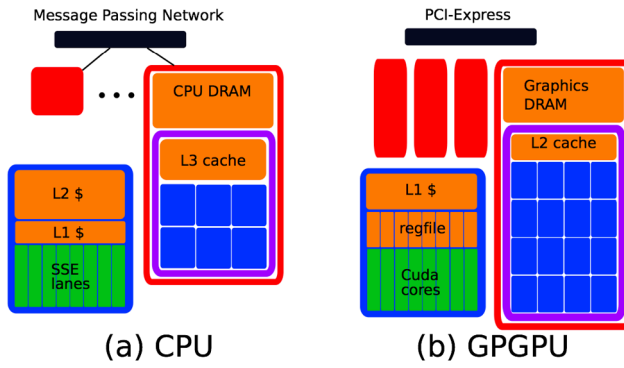 Message Passing Network
CPU DRAM
L3 cache
L2 $
L1 $
SSE
lanes
(a) CPU
PCI-Express
Graphics
DRAM
L2 cache
L1 $
regfile
Cuda
cores
(b) GPGPU